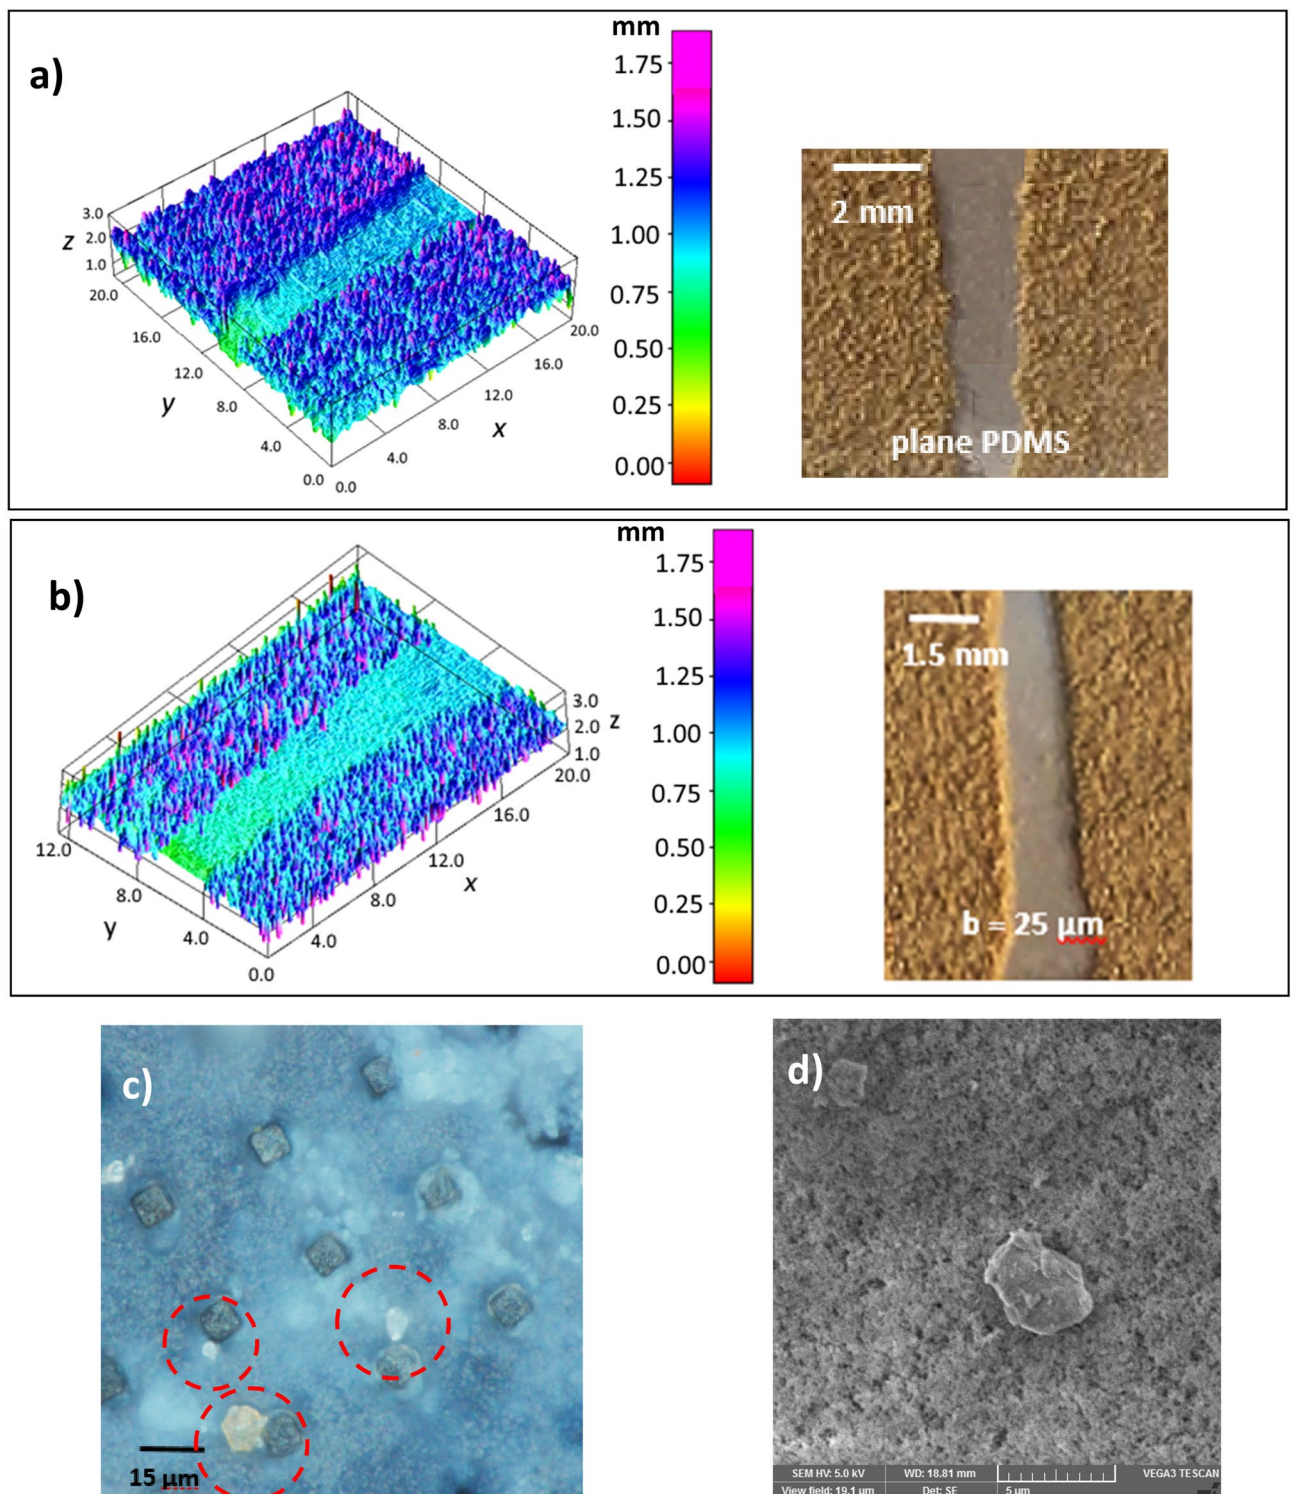 a)
mm
1.75
1.50
1.25
1.00
0.75
0.50
0.25
0.00
3.0
z 2.0
1.0
20.0
16.0
12.0
y
8.0
4.0
0.0
0.0
4.0
8.0
x
12.0
16.0
20.0
2 mm
plane PDMS
b)
mm
1.75
1.50
1.25
1.00
0.75
0.50
0.25
0.00
3.0
2.0 z
1.0
20.0
16.0
x
12.0
8.0
4.0
0.0
12.0
8.0
y
4.0
1.5 mm
b = 25 µm
c)
15 µm
d)
SEM HV: 5.0 kV WD: 18.81 mm VEGA3 TESCAN
View field: 19.1 µm Det: SE 5 µm